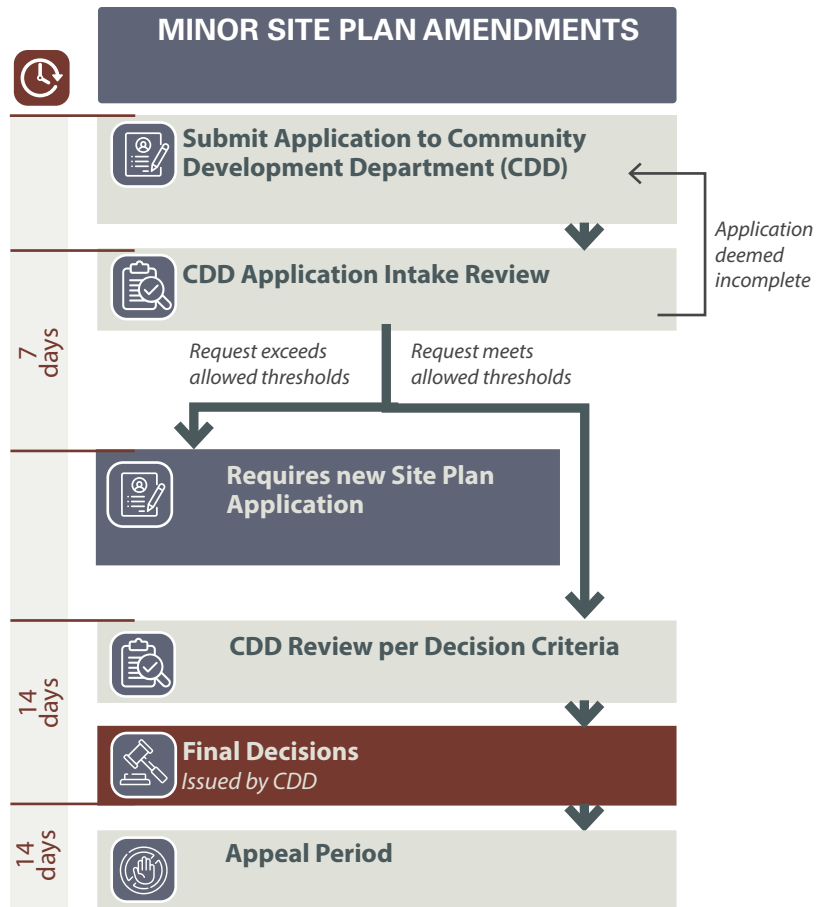 MINOR SITE PLAN AMENDMENTS
Submit Application to Community
Development Department (CDD)
Application
deemed
incomplete
CDD Application Intake Review
7
days
Request exceeds
allowed thresholds
Request meets
allowed thresholds
Requires new Site Plan
Application
14
days
CDD Review per Decision Criteria
Final Decisions
Issued by CDD
14
days
Appeal Period